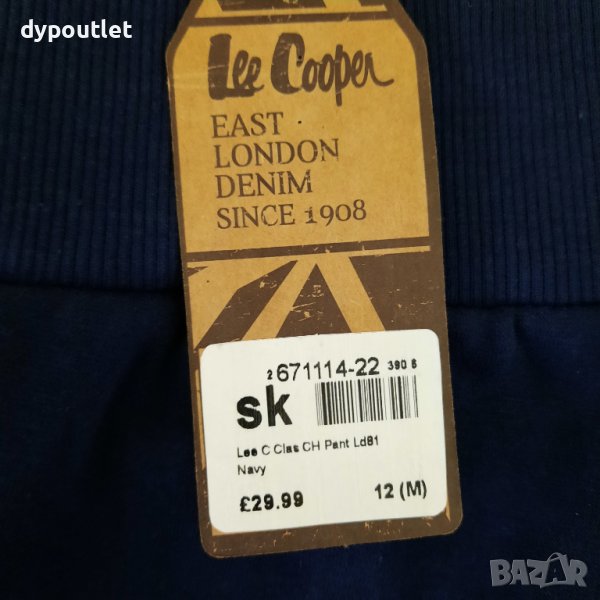 dypoutlet
Lee Cooper
EAST
LONDON
DENIM
SINCE 1908
2 671114-22 390 6
sk
Lee C Clas CH Pant Ld81
Navy
£29.99 12 (M)
BAZAR